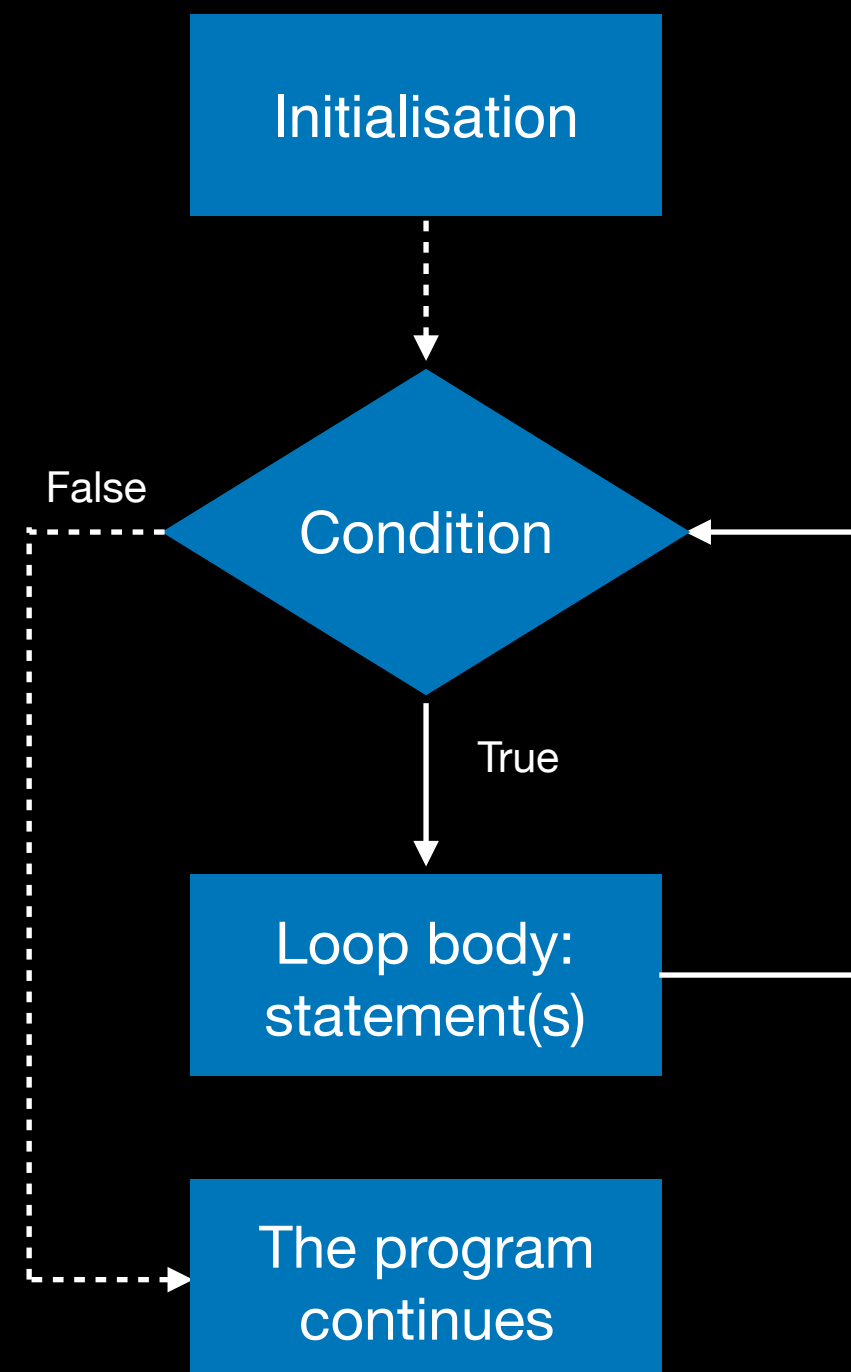 Initialisation
False
Condition
True
Loop body:
statement(s)
The program
continues